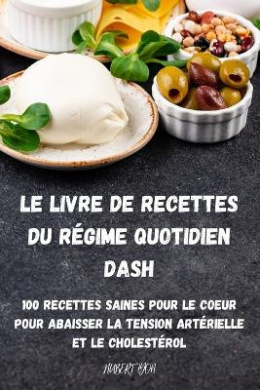 LE LIVRE DE RECETTES
DU RÉGIME QUOTIDIEN
DASH
100 RECETTES SAINES POUR LE COEUR
POUR ABAISSER LA TENSION ARTÉRIELLE
ET LE CHOLESTÉROL
HUBERT